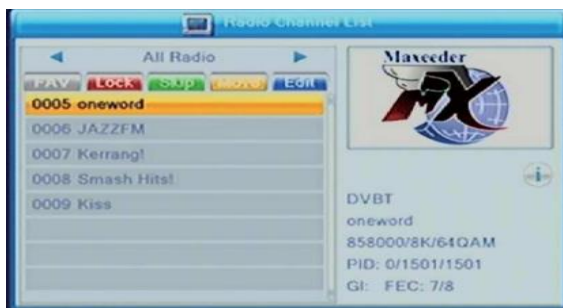 Radio Channel List
All Radio
FAV Lock Skip Move Edit
0005 oneword
0006 JAZZFM
0007 Kerrang!
0008 Smash Hits!
0009 Kiss
Maxeeder
MX
DVBT
oneword
858000/8K/64QAM
PID: 0/1501/1501
GI: FEC: 7/8